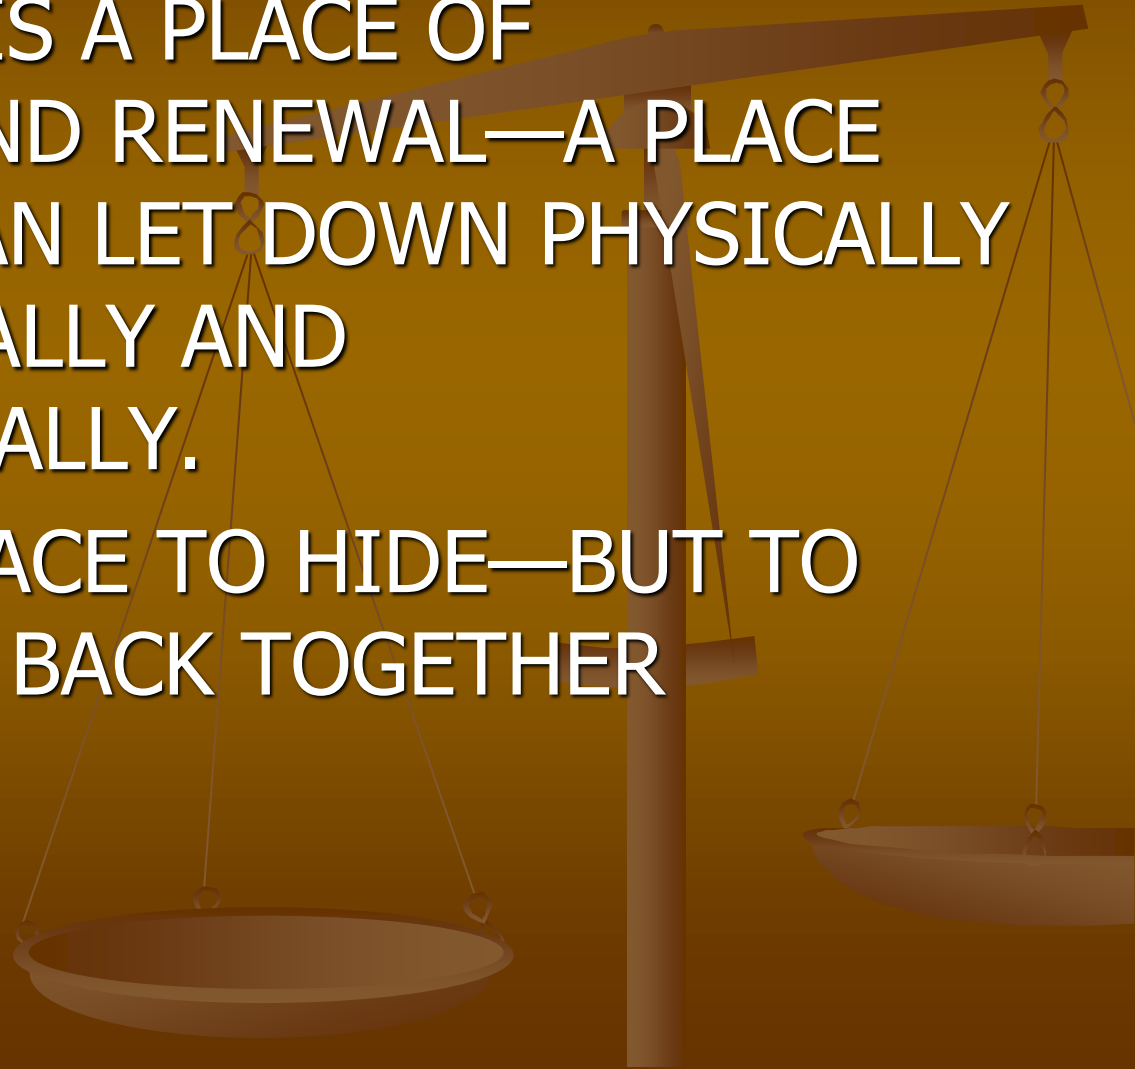 IS A PLACE OF
ND RENEWAL—A PLACE
AN LET DOWN PHYSICALLY
ALLY AND
ALLY.
ACE TO HIDE—BUT TO
BACK TOGETHER